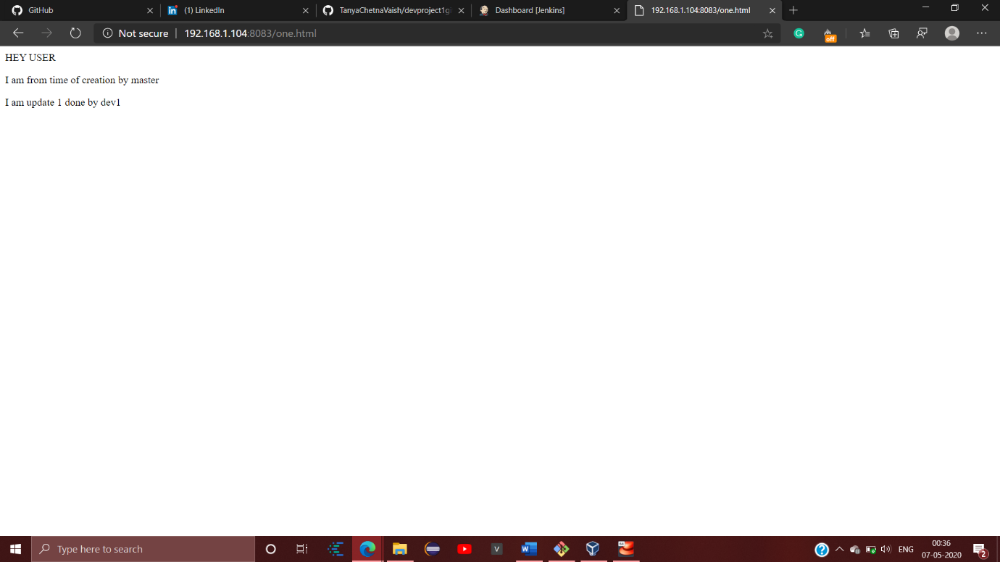 GitHub
(1) LinkedIn
TanyaChetnaVaish/devproject1g
Dashboard [Jenkins]
192.168.1.104:8083/one.html
Not secure
192.168.1.104:8083/one.html
off
HEY USER
I am from time of creation by master
I am update 1 done by dev1
Type here to search
ENG
00:36
07-05-2020
2